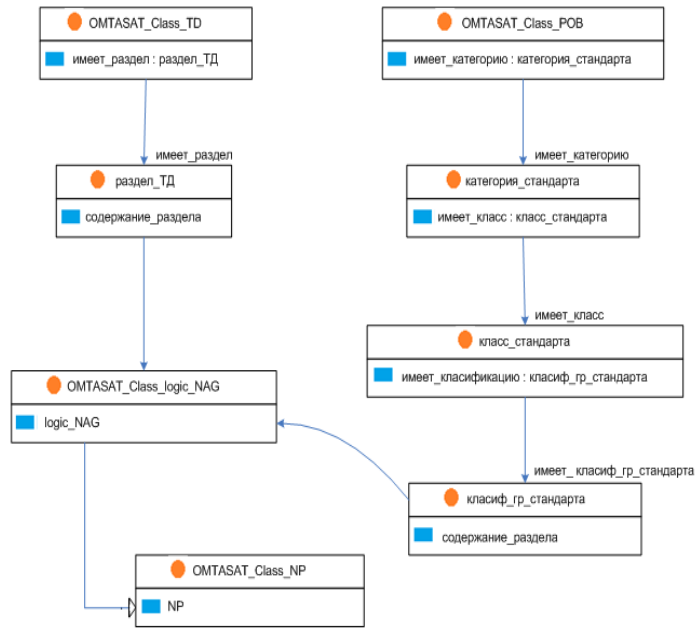 OMTASAT_Class_TD
имеет_раздел : раздел_ТД
имеет_раздел
раздел_ТД
содержание_раздела
OMTASAT_Class_POB
имеет_категорию : категория_стандарта
имеет_категорию
категория_стандарта
имеет_класс : класс_стандарта
имеет_класс
класс_стандарта
имеет_класификацию : класиф_гр_стандарта
имеет_ класиф_гр_стандарта
класиф_гр_стандарта
содержание_раздела
OMTASAT_Class_logic_NAG
logic_NAG
OMTASAT_Class_NP
NP